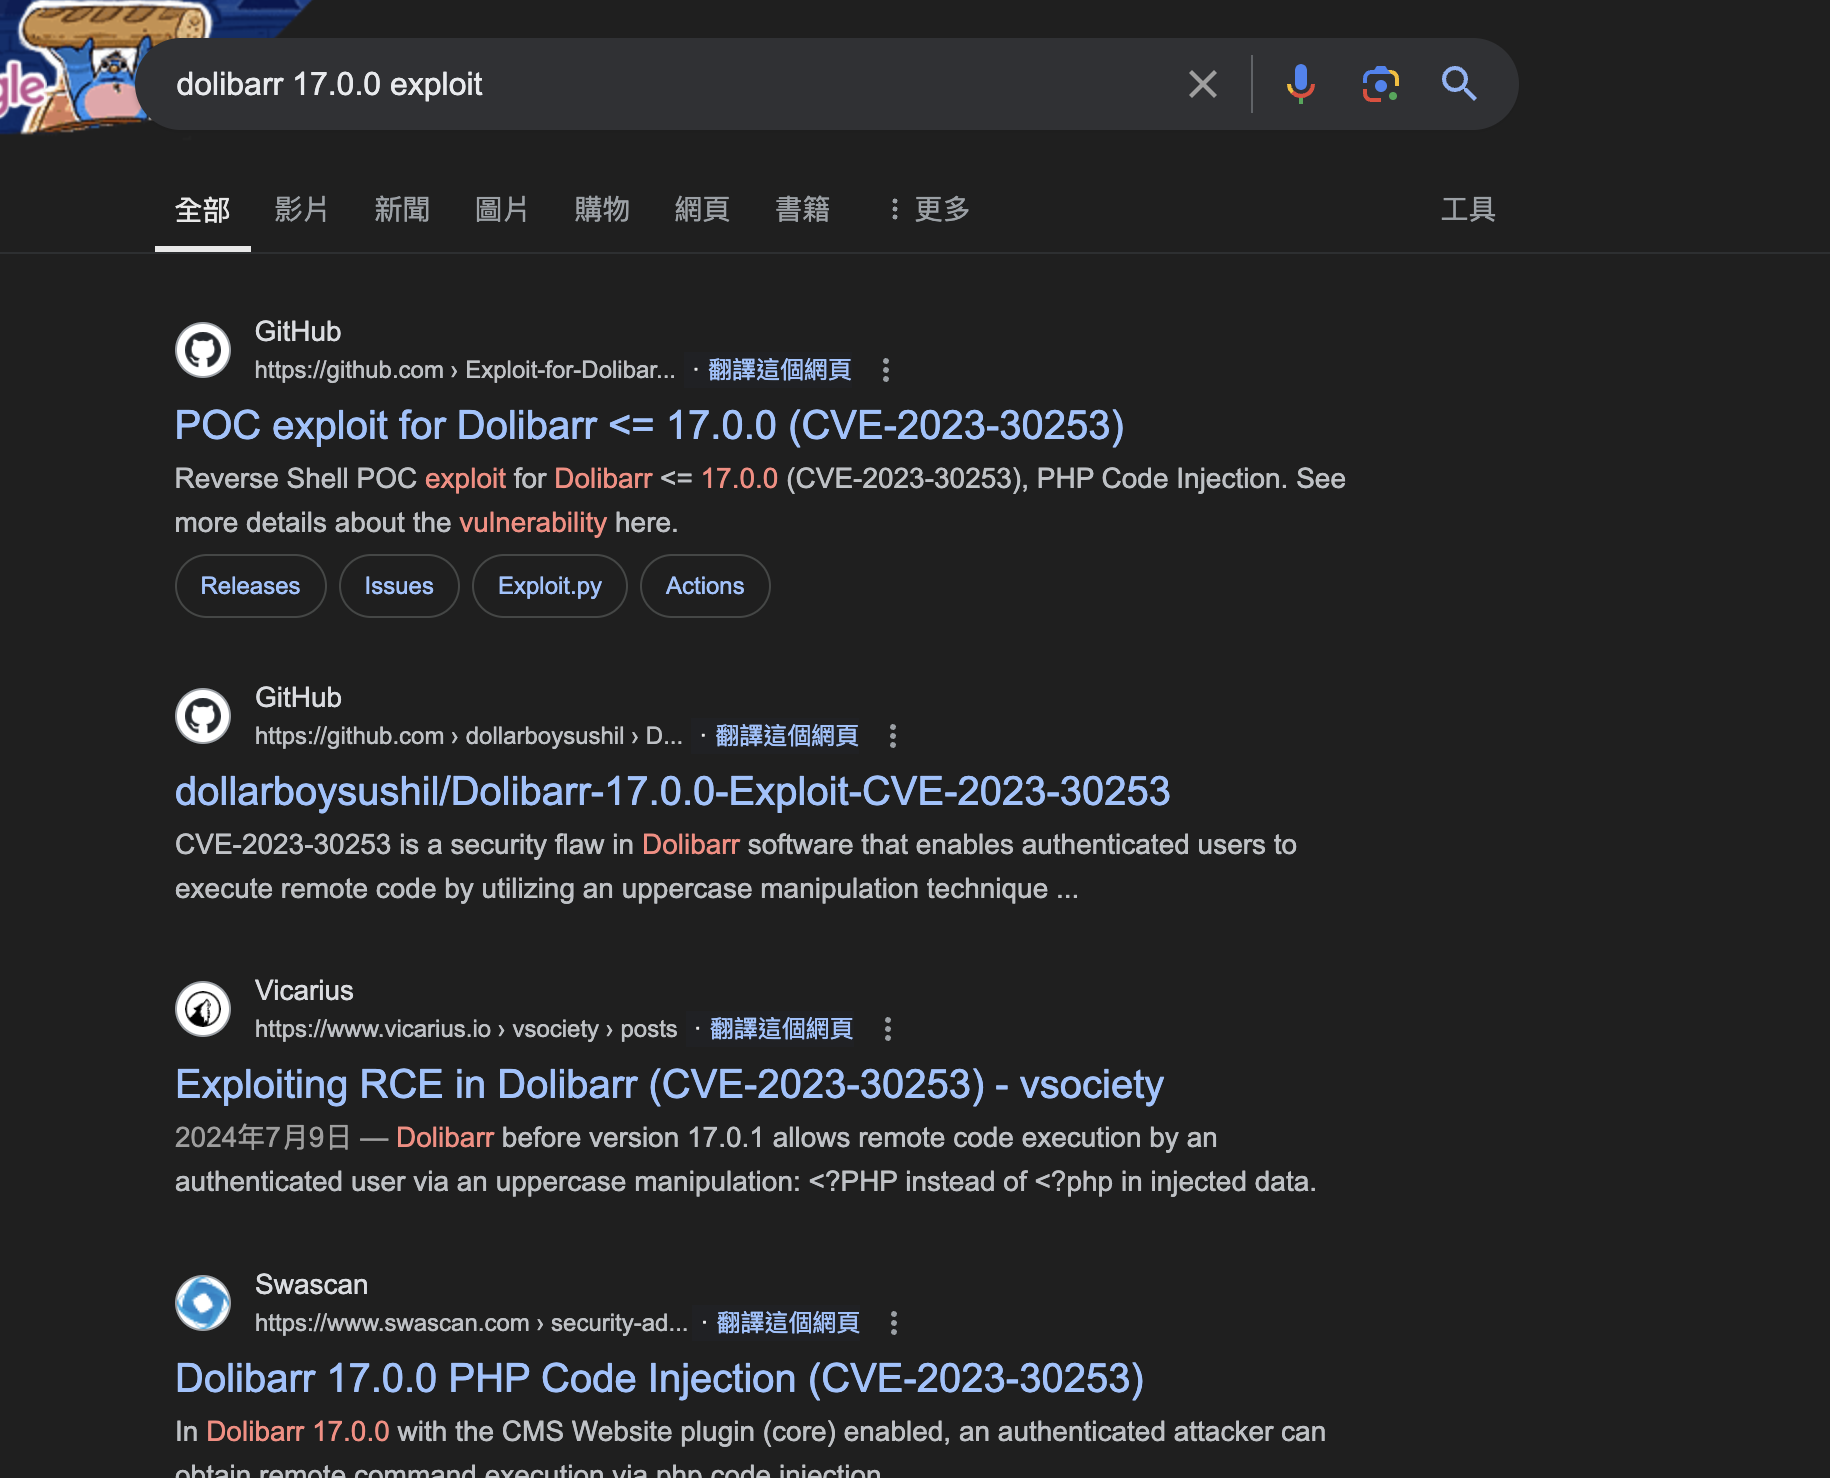 gle
dolibarr 17.0.0 exploit
全部 影片 新聞 圖片 購物 網頁 書籍 ⋮ 更多 工具
GitHub
https://github.com › Exploit-for-Dolibar... · 翻譯這個網頁
POC exploit for Dolibarr <= 17.0.0 (CVE-2023-30253)
Reverse Shell POC exploit for Dolibarr <= 17.0.0 (CVE-2023-30253), PHP Code Injection. See
more details about the vulnerability here.
Releases Issues Exploit.py Actions
GitHub
https://github.com › dollarboysushil › D... · 翻譯這個網頁
dollarboysushil/Dolibarr-17.0.0-Exploit-CVE-2023-30253
CVE-2023-30253 is a security flaw in Dolibarr software that enables authenticated users to
execute remote code by utilizing an uppercase manipulation technique ...
Vicarius
https://www.vicarius.io › vsociety › posts · 翻譯這個網頁
Exploiting RCE in Dolibarr (CVE-2023-30253) - vsociety
2024年7月9日 — Dolibarr before version 17.0.1 allows remote code execution by an
authenticated user via an uppercase manipulation: <?PHP instead of <?php in injected data.
Swascan
https://www.swascan.com › security-ad... · 翻譯這個網頁
Dolibarr 17.0.0 PHP Code Injection (CVE-2023-30253)
In Dolibarr 17.0.0 with the CMS Website plugin (core) enabled, an authenticated attacker can
obtain remote command execution via php code injection